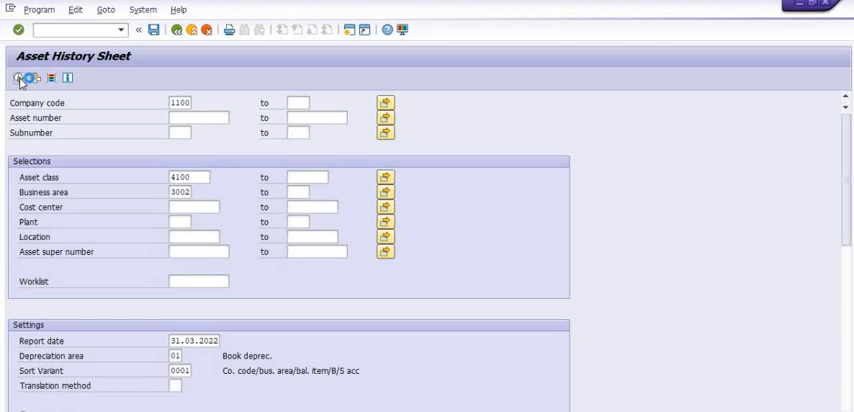 Program Edit Goto System Help
Asset History Sheet
Company code 1100 to
Asset number to
Subnumber to
Selections
Asset class 4100 to
Business area 3002 to
Cost center to
Plant to
Location to
Asset super number to
Worklist
Settings
Report date 31.03.2022
Depreciation area 01 Book deprec.
Sort Variant 0001 Co. code/bus. area/bal. item/B/S acc
Translation method